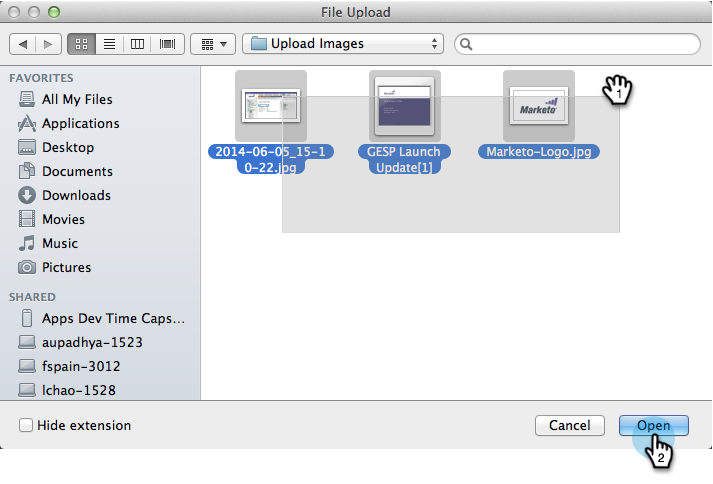 File Upload
Upload Images
FAVORITES
All My Files
Applications
Desktop
Documents
Downloads
Movies
Music
Pictures
SHARED
Apps Dev Time Caps...
aupadhya-1523
fspain-3012
lchao-1528
Marketo
1
2014-06-05_15-1
0-22.jpg
GESP Launch
Update[1]
Marketo-Logo.jpg
Hide extension
Cancel
Open
2